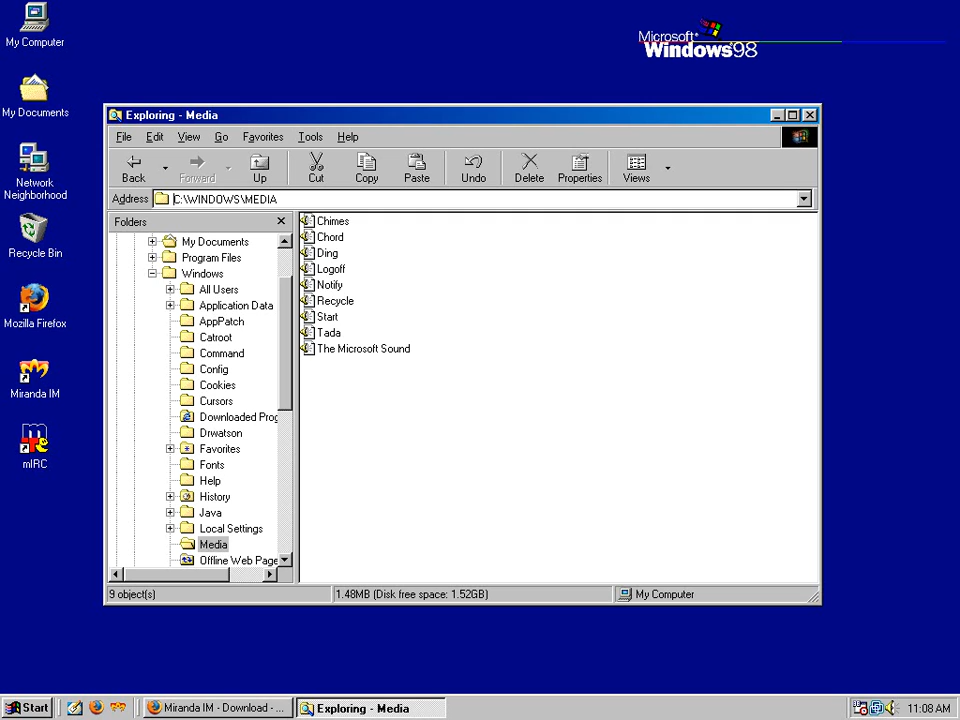 My Computer
My Documents
Network
Neighborhood
Recycle Bin
Mozilla Firefox
Miranda IM
mIRC
Microsoft
Windows 98
Exploring - Media
File Edit View Go Favorites Tools Help
Back Forward Up Cut Copy Paste Undo Delete Properties Views
Address C:\WINDOWS\MEDIA
Folders
My Documents
Program Files
Windows
All Users
Application Data
AppPatch
Catroot
Command
Config
Cookies
Cursors
Downloaded Prog
Drwatson
Favorites
Fonts
Help
History
Java
Local Settings
Media
Offline Web Page
Chimes
Chord
Ding
Logoff
Notify
Recycle
Start
Tada
The Microsoft Sound
9 object(s) 1.48MB (Disk free space: 1.52GB) My Computer
Start Miranda IM - Download - ... Exploring - Media 11:08 AM